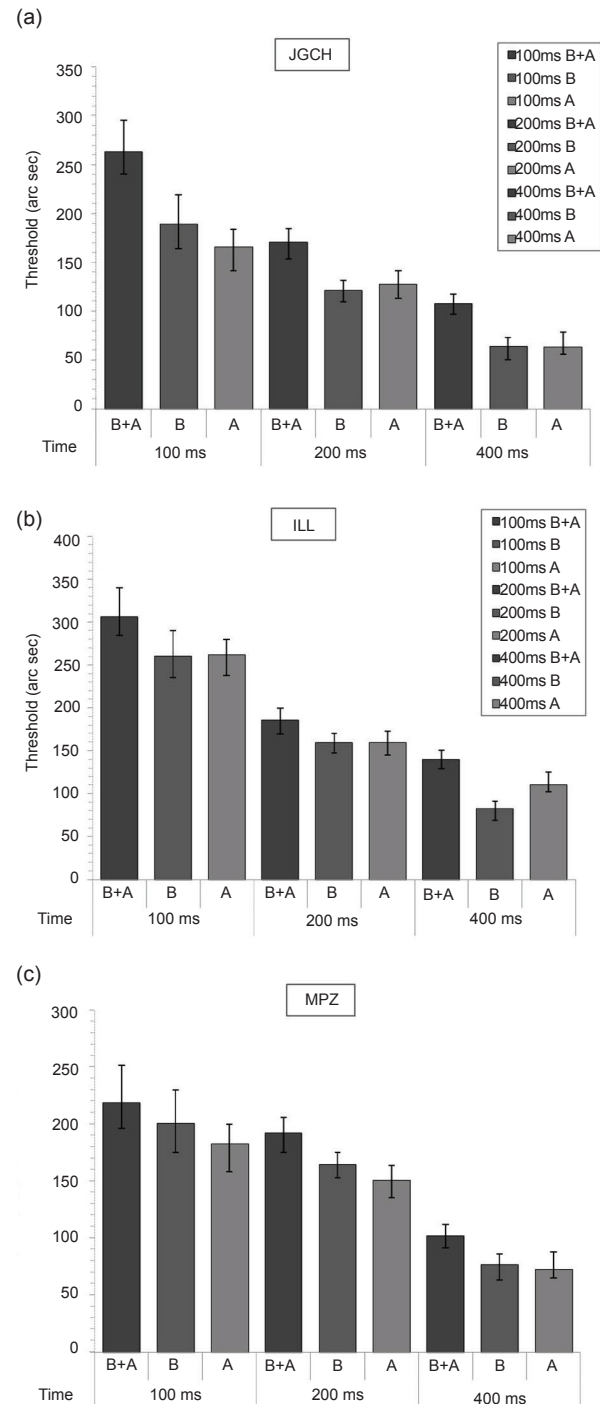 (a)
JGCH
350
300
250
200
150
100
50
0
Threshold (arc sec)
100ms B+A
100ms B
100ms A
200ms B+A
200ms B
200ms A
400ms B+A
400ms B
400ms A
B+A B A B+A B A B+A B A
Time 100 ms 200 ms 400 ms
(b)
ILL
400
350
300
250
200
150
100
50
0
Threshold (arc sec)
100ms B+A
100ms B
100ms A
200ms B+A
200ms B
200ms A
400ms B+A
400ms B
400ms A
B+A B A B+A B A B+A B A
Time 100 ms 200 ms 400 ms
(c)
MPZ
300
250
200
150
100
50
0
B+A B A B+A B A B+A B A
Time 100 ms 200 ms 400 ms